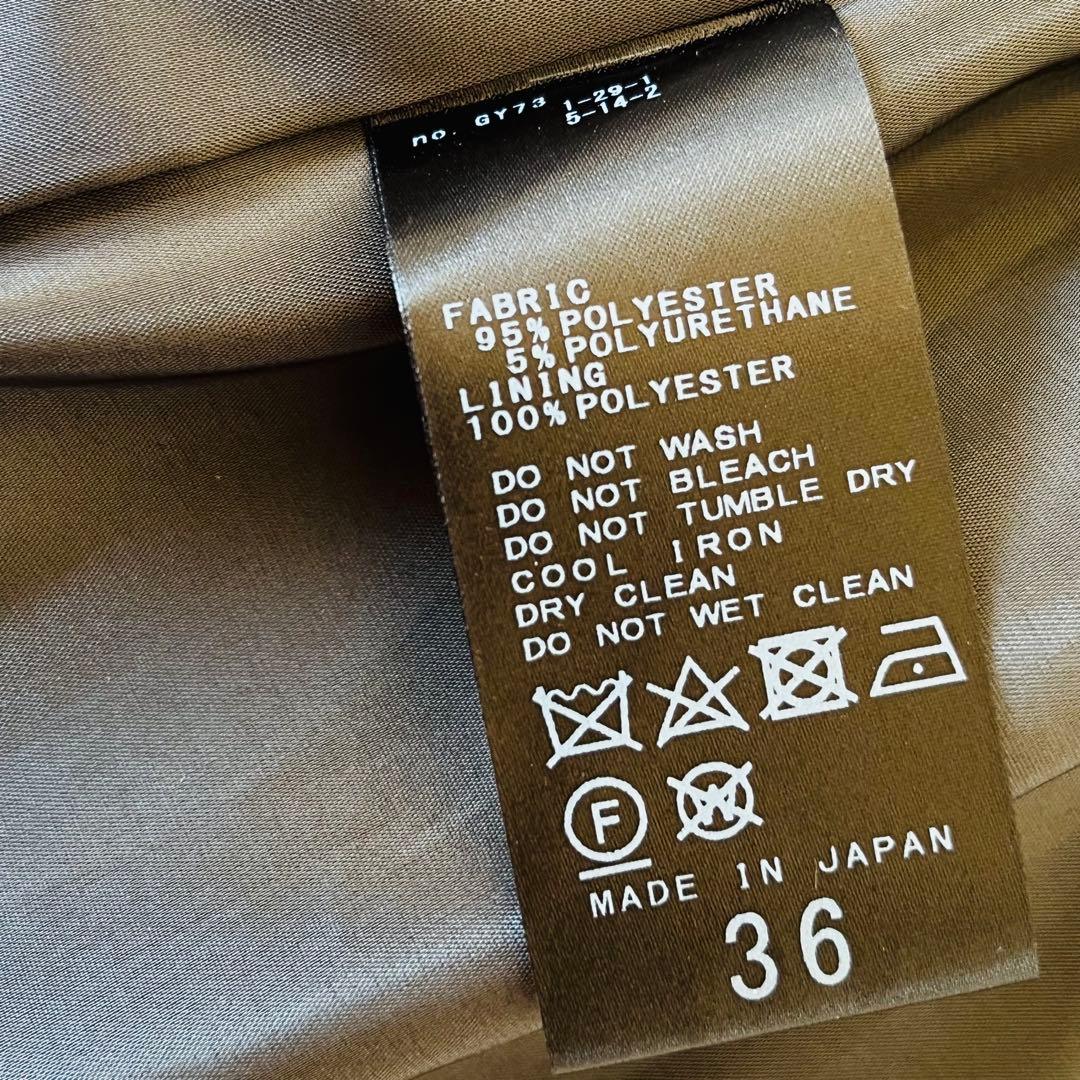 no. GY73 1-29-1
5-14-2
FABRIC
95% POLYESTER
5% POLYURETHANE
LINING
100% POLYESTER
DO NOT WASH
DO NOT BLEACH
DO NOT TUMBLE DRY
COOL IRON
DRY CLEAN
DO NOT WET CLEAN
F W
MADE IN JAPAN
36